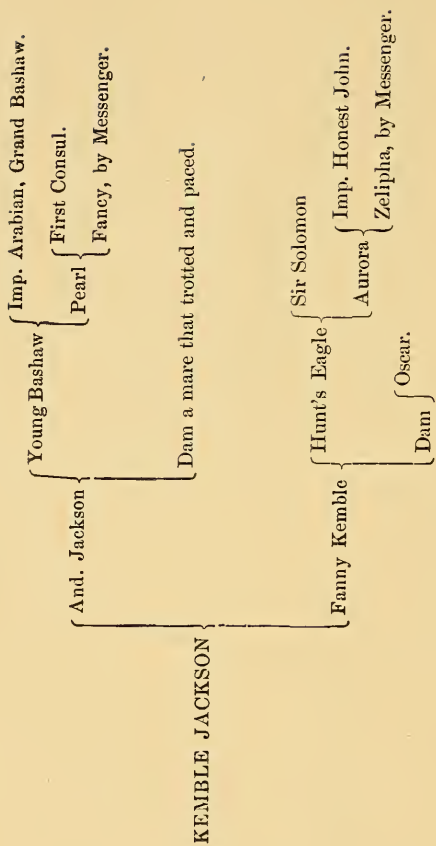 KEMBLE JACKSON
And. Jackson
Young Bashaw
Imp. Arabian, Grand Bashaw.
Pearl
First Consul.
Fancy, by Messenger.
Dam a mare that trotted and paced.
Fanny Kemble
Hunt's Eagle
Sir Solomon
Aurora
Imp. Honest John.
Zelipha, by Messenger.
Dam
Oscar.